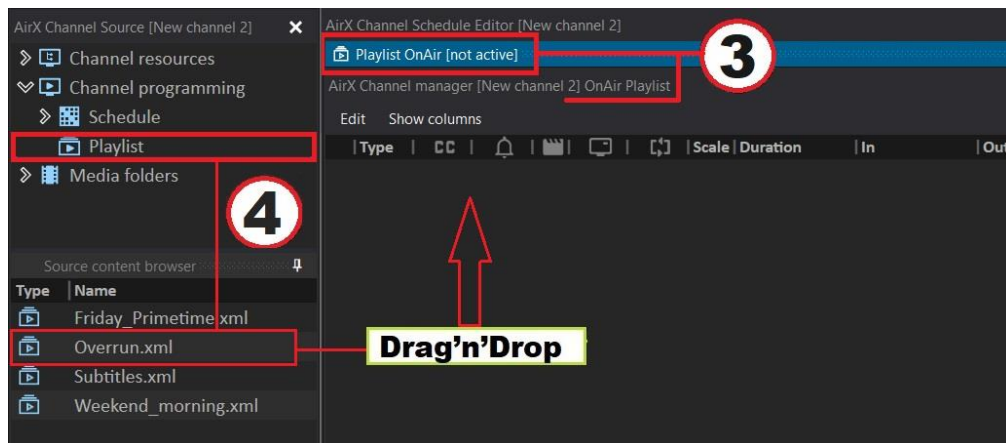 AirX Channel Source [New channel 2]
Channel resources
Channel programming
Schedule
Playlist
Media folders
4
Source content browser
Type | Name
Friday_Primetime.xml
Overrun.xml
Subtitles.xml
Weekend_morning.xml
AirX Channel Schedule Editor [New channel 2]
Playlist OnAir [not active]
3
AirX Channel manager [New channel 2] OnAir Playlist
Edit Show columns
| Type | CC | | | | | Scale | Duration | In | Out
Drag'n'Drop